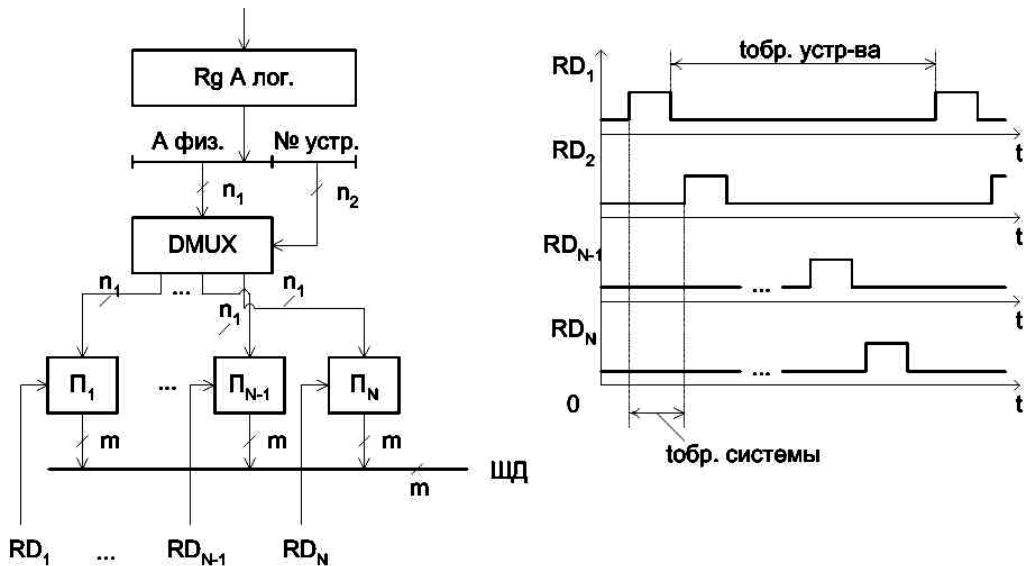 Rg А лог.
А физ. № устр.
n1 n2
DMUX
n1 ... n1
n1
П1 ... ПN-1 ПN
m m m
ШД
m
RD1 ... RDN-1 RDN
tобр. устр-ва
RD1
t
RD2
t
RDN-1
...
t
RDN
...
0 t
tобр. системы